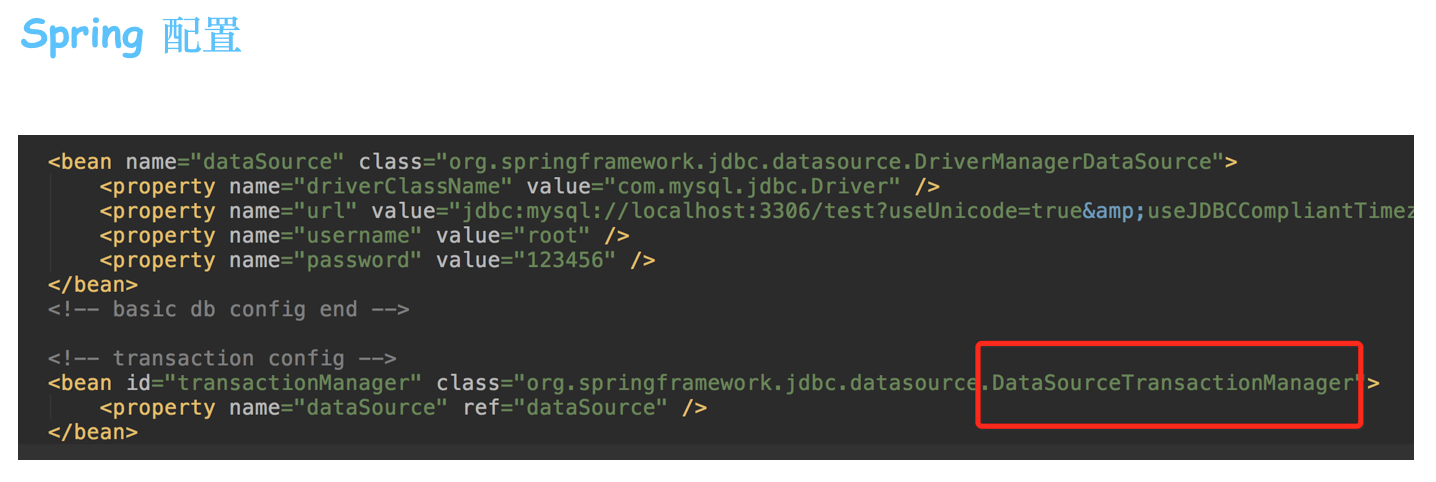 Spring 配置
<bean name="dataSource" class="org.springframework.jdbc.datasource.DriverManagerDataSource">
<property name="driverClassName" value="com.mysql.jdbc.Driver" />
<property name="url" value="jdbc:mysql://localhost:3306/test?useUnicode=true&amp;useJDBCCompliantTimez
<property name="username" value="root" />
<property name="password" value="123456" />
</bean>
<!-- basic db config end -->
<!-- transaction config -->
<bean id="transactionManager" class="org.springframework.jdbc.datasource.DataSourceTransactionManager">
<property name="dataSource" ref="dataSource" />
</bean>